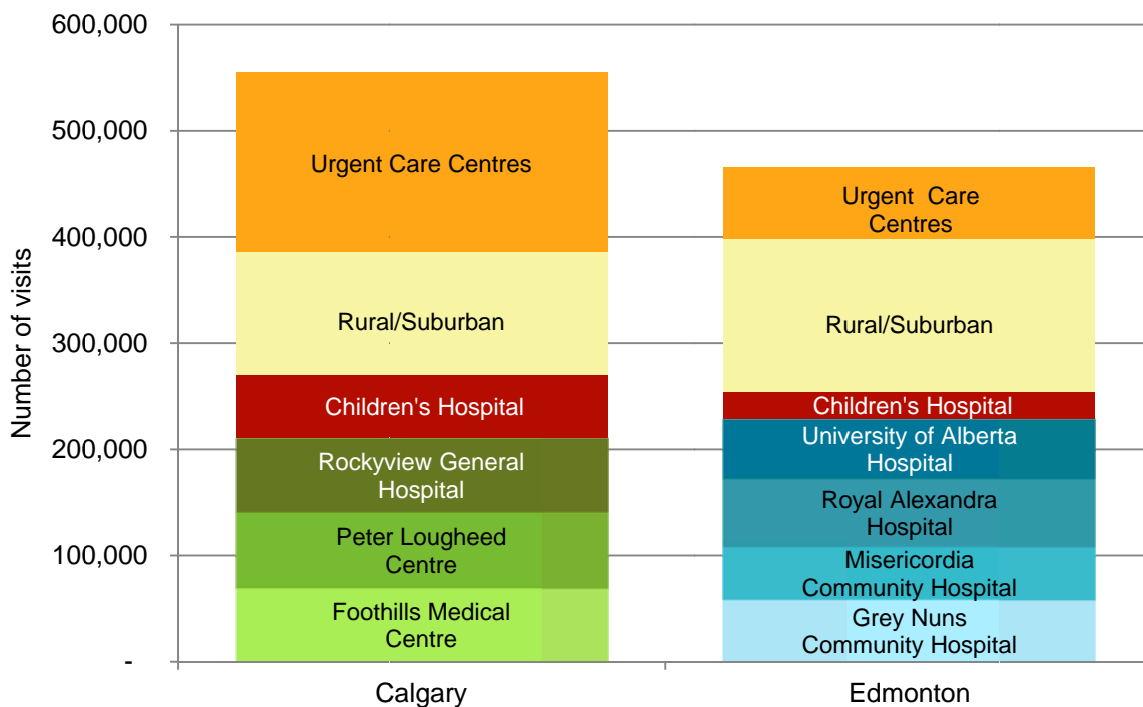 600,000
500,000
400,000
300,000
200,000
100,000
-
Number of visits
Urgent Care Centres
Rural/Suburban
Children's Hospital
Rockyview General
Hospital
Peter Lougheed
Centre
Foothills Medical
Centre
Urgent Care
Centres
Rural/Suburban
Children's Hospital
University of Alberta
Hospital
Royal Alexandra
Hospital
Misericordia
Community Hospital
Grey Nuns
Community Hospital
Calgary
Edmonton